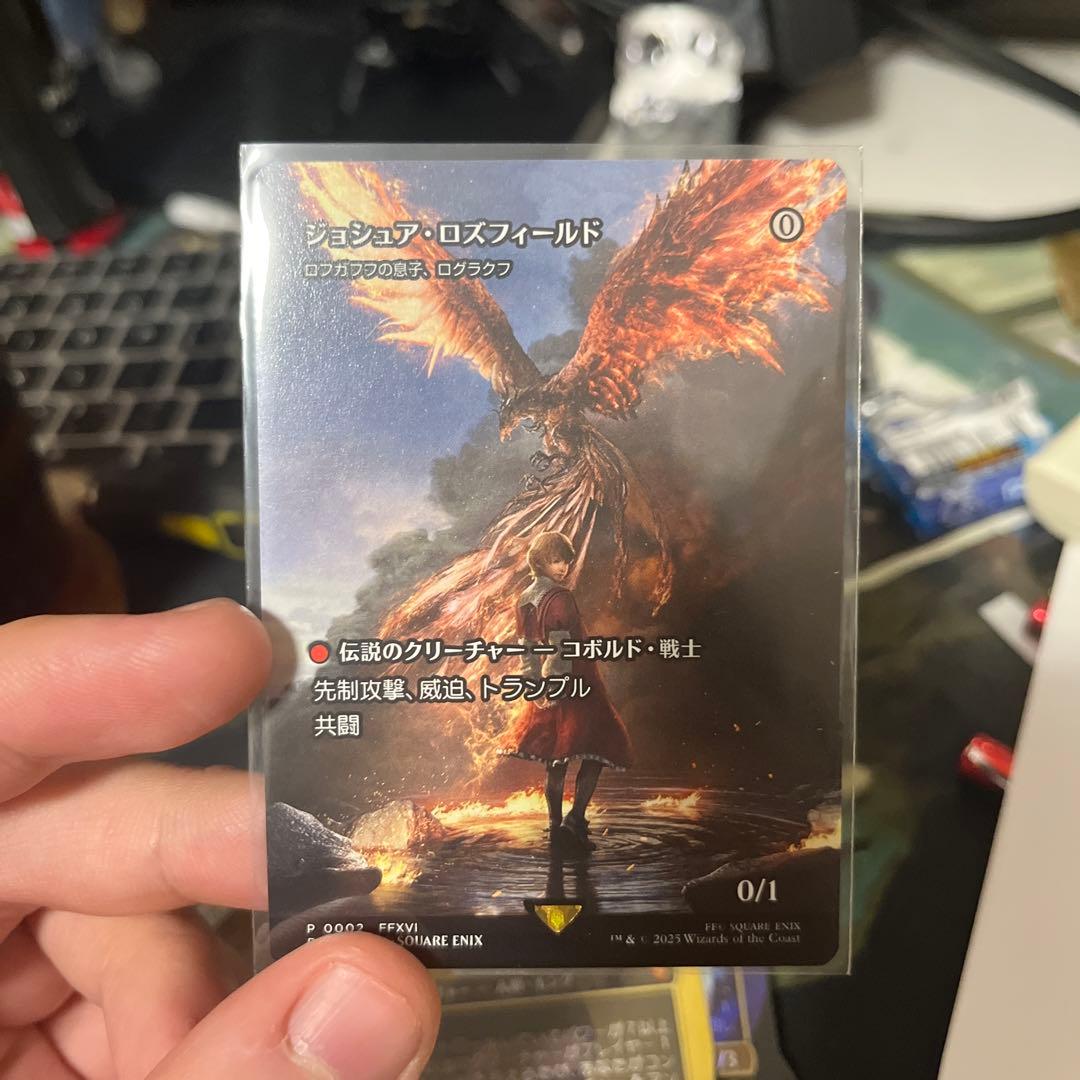 ジョシュア・ロズフィールド
0
ロフガフフの息子、ログラクフ
伝説のクリーチャー — コボルド・戦士
先制攻撃、威迫、トランプル
共闘
0/1
P 0002 FFXVI
SQUARE ENIX
FF© SQUARE ENIX
™ & © 2025 Wizards of the Coast